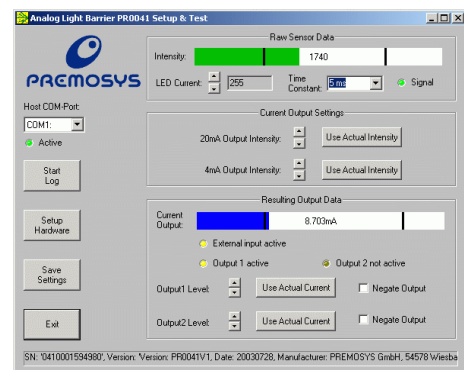 Analog Light Barrier PR0041 Setup & Test
PREMOSYS
Host COM-Port:
COM1:
Active
Start
Log
Setup
Hardware
Save
Settings
Exit
Raw Sensor Data
Intensity: 1740
LED Current: 255 Time
Constant: 5 ms Signal
Current Output Settings
20mA Output Intensity: Use Actual Intensity
4mA Output Intensity: Use Actual Intensity
Resulting Output Data
Current
Output: 8.703mA
External input active
Output 1 active Output 2 not active
Output1 Level: Use Actual Current Negate Output
Output2 Level: Use Actual Current Negate Output
SN: '0410001594980', Version: 'Version: PR0041V1, Date: 20030728, Manufacturer: PREMOSYS GmbH, 54578 Wiesba